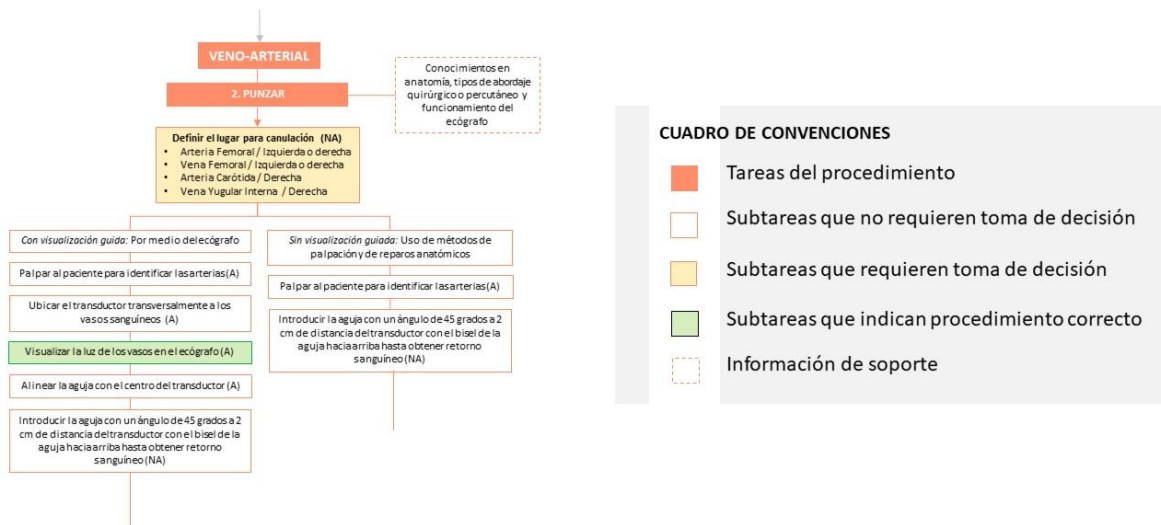 VENO-ARTERIAL
2. PUNZAR
Conocimientos en
anatomía, tipos de abordaje
quirúrgico o percutáneo y
funcionamiento del
ecógrafo
Definir el lugar para canulación (NA)
• Arteria Femoral / Izquierda o derecha
• Vena Femoral / Izquierda o derecha
• Arteria Carótida / Derecha
• Vena Yugular Interna / Derecha
Con visualización guida: Por medio del ecógrafo
Palpar al paciente para identificar las arterias (A)
Ubicar el transductor transversalmente a los
vasos sanguíneos (A)
Visualizar la luz de los vasos en el ecógrafo (A)
Alinear la aguja con el centro del transductor (A)
Introducir la aguja con un ángulo de 45 grados a 2
cm de distancia del transductor con el bisel de la
aguja hacia arriba hasta obtener retorno
sanguíneo (NA)
Sin visualización guiada: Uso de métodos de
palpación y de reparos anatómicos
Palpar al paciente para identificar las arterias (A)
Introducir la aguja con un ángulo de 45 grados a 2
cm de distancia del transductor con el bisel de la
aguja hacia arriba hasta obtener retorno
sanguíneo (NA)
CUADRO DE CONVENCIONES
Tareas del procedimiento
Subtareas que no requieren toma de decisión
Subtareas que requieren toma de decisión
Subtareas que indican procedimiento correcto
Información de soporte